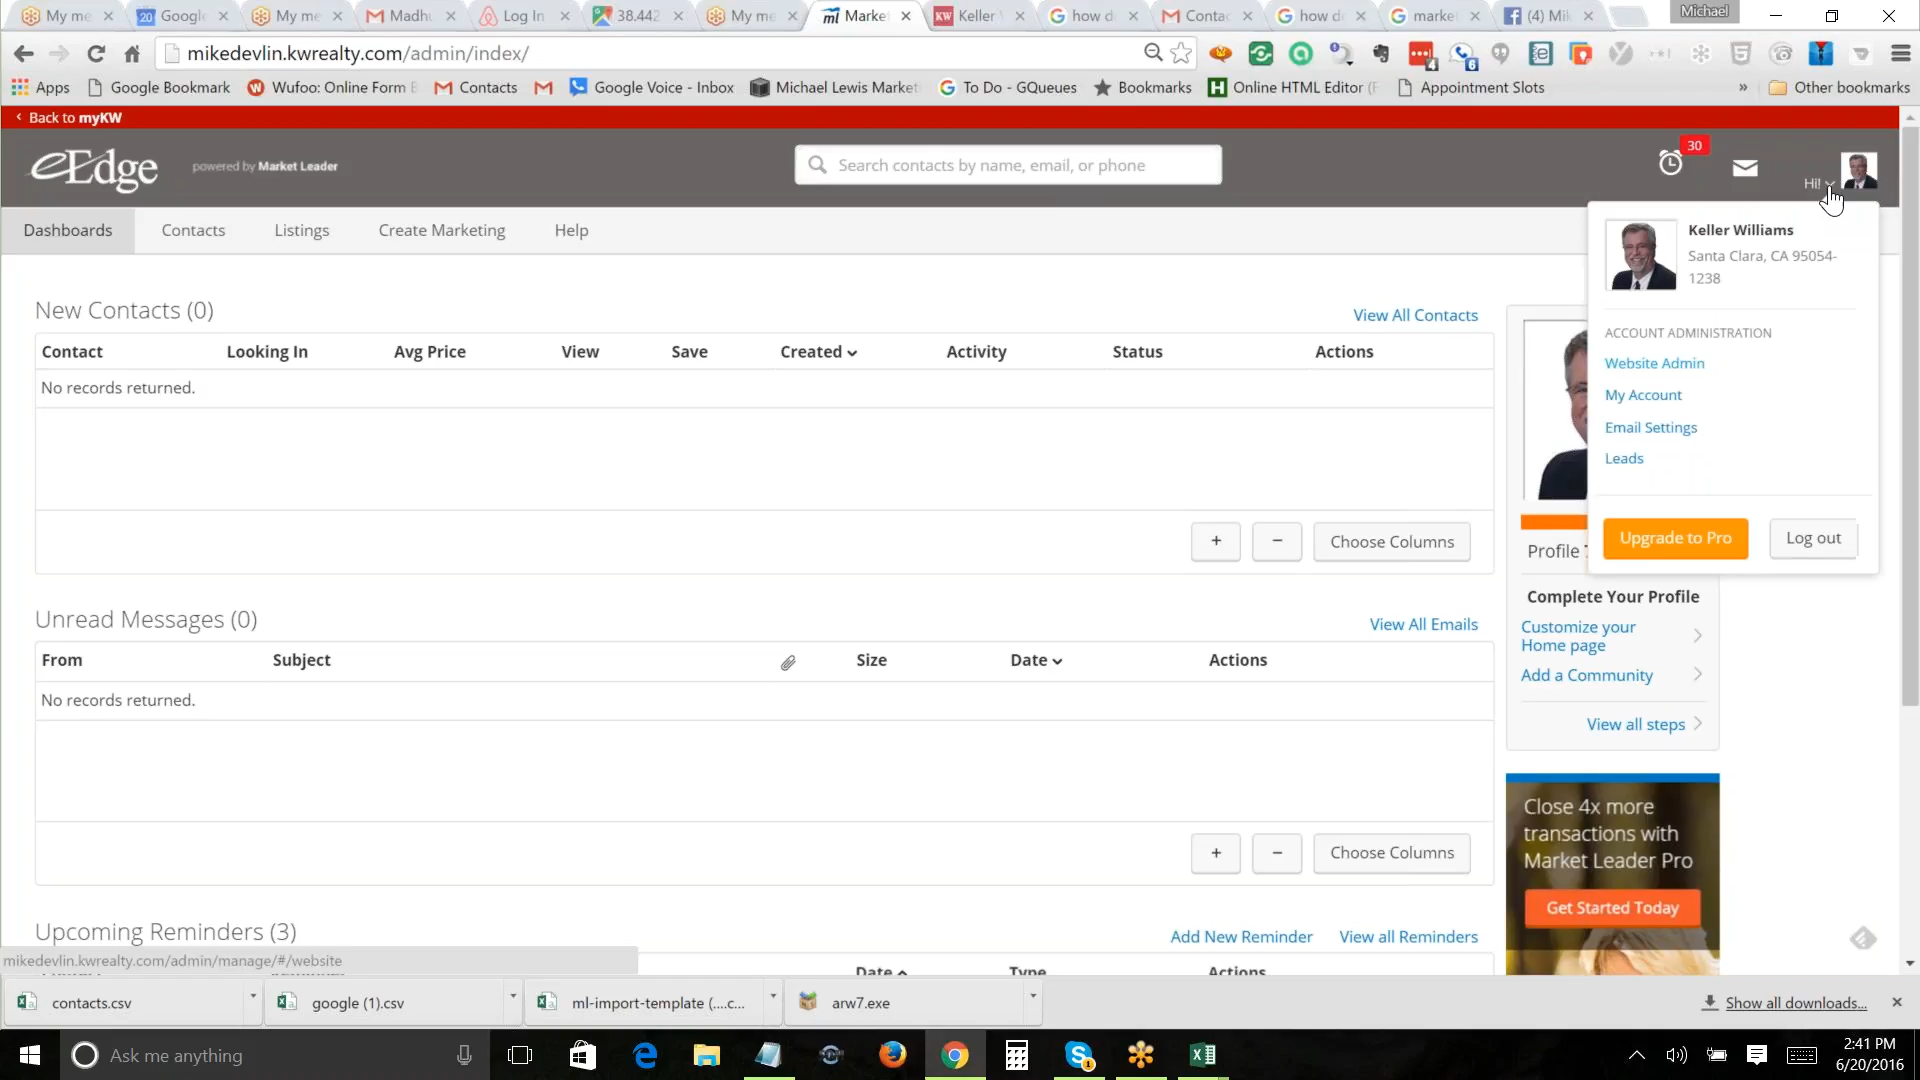 My me
20 Google
My me
Madhu
Log In
38.442
My me
ml Marke
KW Keller
how d
Contac
how d
market
(4) Mik
Michael
mikedevlin.kwrealty.com/admin/index/
4
6
Apps
Google Bookmark
Wufoo: Online Form
Contacts
Google Voice - Inbox
Michael Lewis Market
To Do - GQueues
Bookmarks
Online HTML Editor (
Appointment Slots
»
Other bookmarks
Back to myKW
eEdge
powered by Market Leader
Search contacts by name, email, or phone
30
Hi!
Dashboards
Contacts
Listings
Create Marketing
Help
Keller Williams
Santa Clara, CA 95054-
1238
ACCOUNT ADMINISTRATION
Website Admin
My Account
Email Settings
Leads
Upgrade to Pro
Log out
New Contacts (0)
View All Contacts
Contact
Looking In
Avg Price
View
Save
Created
Activity
Status
Actions
No records returned.
+
−
Choose Columns
Profile
Complete Your Profile
Customize your
Home page
Add a Community
View all steps
Unread Messages (0)
View All Emails
From
Subject
Size
Date
Actions
No records returned.
+
−
Choose Columns
Close 4x more
transactions with
Market Leader Pro
Get Started Today
Upcoming Reminders (3)
Add New Reminder
View all Reminders
Date
Type
Actions
mikedevlin.kwrealty.com/admin/manage/#/website
contacts.csv
google (1).csv
ml-import-template (....c...
arw7.exe
Show all downloads...
Ask me anything
2:41 PM
6/20/2016